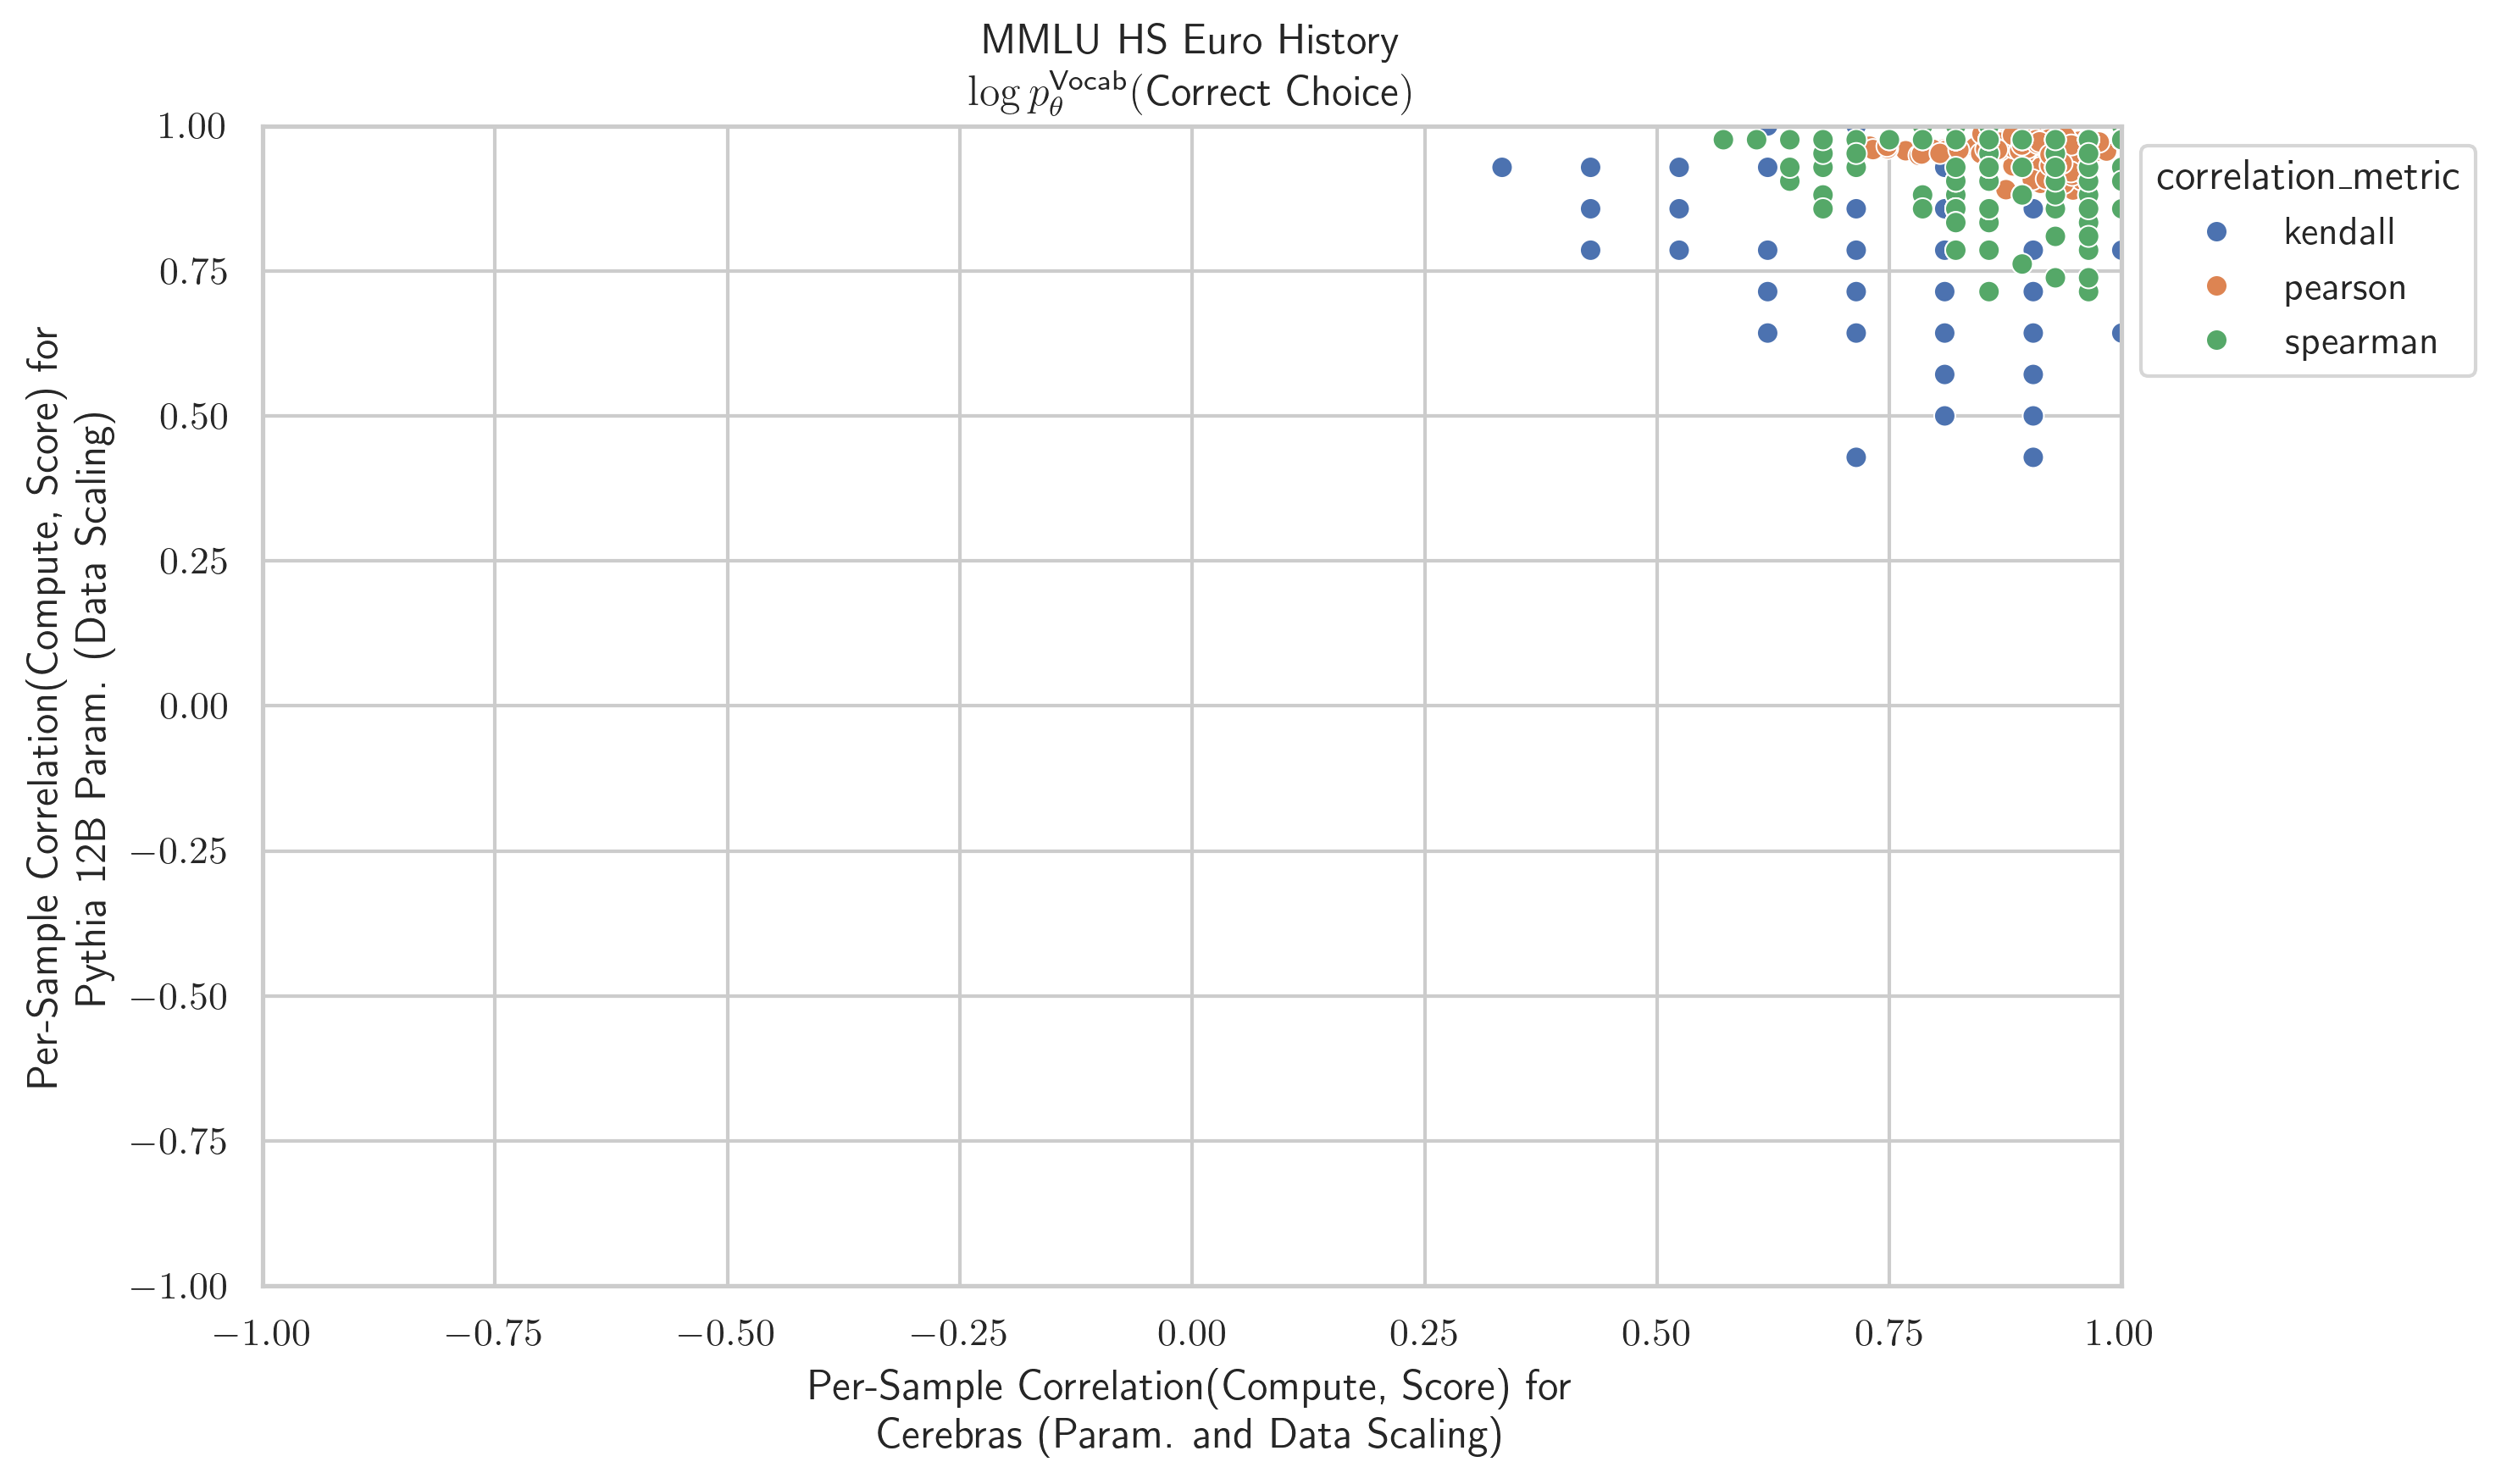 MMLU HS Euro History
log p_θ^Vocab(Correct Choice)
1.00
0.75
0.50
0.25
0.00
−0.25
−0.50
−0.75
−1.00
Per-Sample Correlation(Compute, Score) for
Pythia 12B Param. (Data Scaling)
correlation_metric
kendall
pearson
spearman
−1.00 −0.75 −0.50 −0.25 0.00 0.25 0.50 0.75 1.00
Per-Sample Correlation(Compute, Score) for
Cerebras (Param. and Data Scaling)